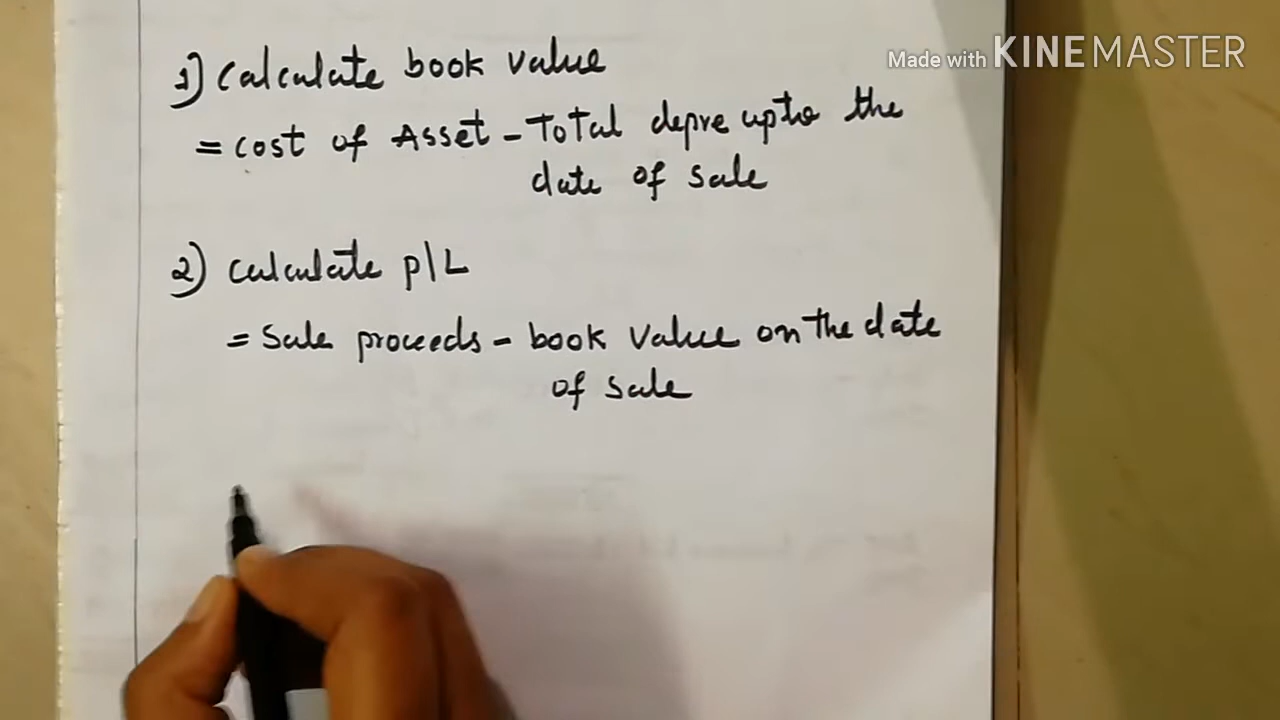 Made with KINEMASTER
1) Calculate book value
= cost of Asset - Total depre upto the
date of sale
2) Calculate P/L
= Sale proceeds - book value on the date
of sale